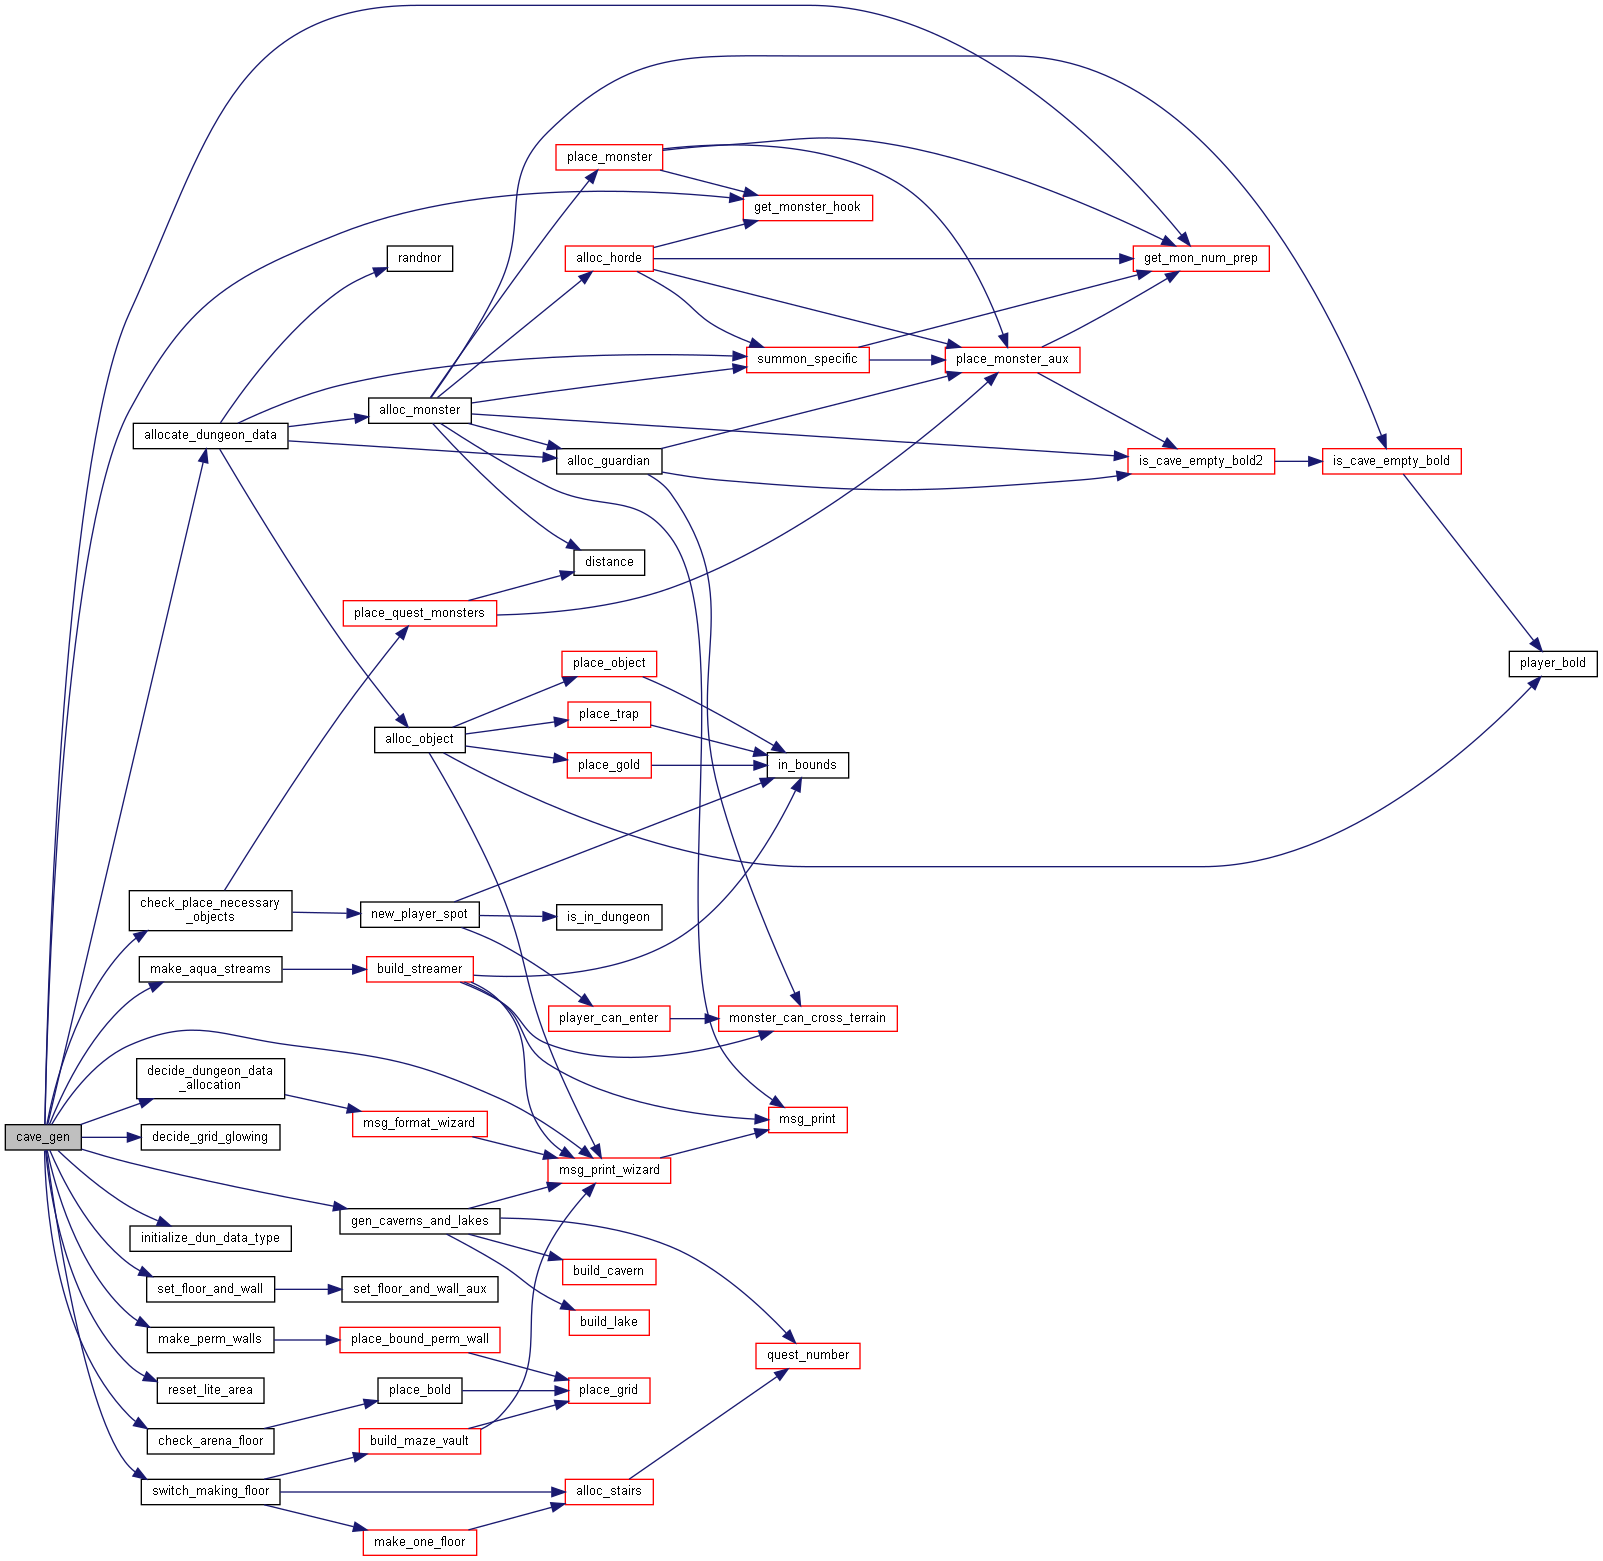 place_monster
get_monster_hook
randnor
alloc_horde
get_mon_num_prep
summon_specific
place_monster_aux
alloc_monster
allocate_dungeon_data
alloc_guardian
is_cave_empty_bold2
is_cave_empty_bold
distance
place_quest_monsters
place_object
player_bold
place_trap
alloc_object
place_gold
in_bounds
check_place_necessary
_objects
new_player_spot
is_in_dungeon
make_aqua_streams
build_streamer
player_can_enter
monster_can_cross_terrain
decide_dungeon_data
_allocation
msg_format_wizard
msg_print
cave_gen
decide_grid_glowing
msg_print_wizard
gen_caverns_and_lakes
initialize_dun_data_type
build_cavern
set_floor_and_wall
set_floor_and_wall_aux
build_lake
make_perm_walls
place_bound_perm_wall
quest_number
reset_lite_area
place_bold
place_grid
check_arena_floor
build_maze_vault
switch_making_floor
alloc_stairs
make_one_floor